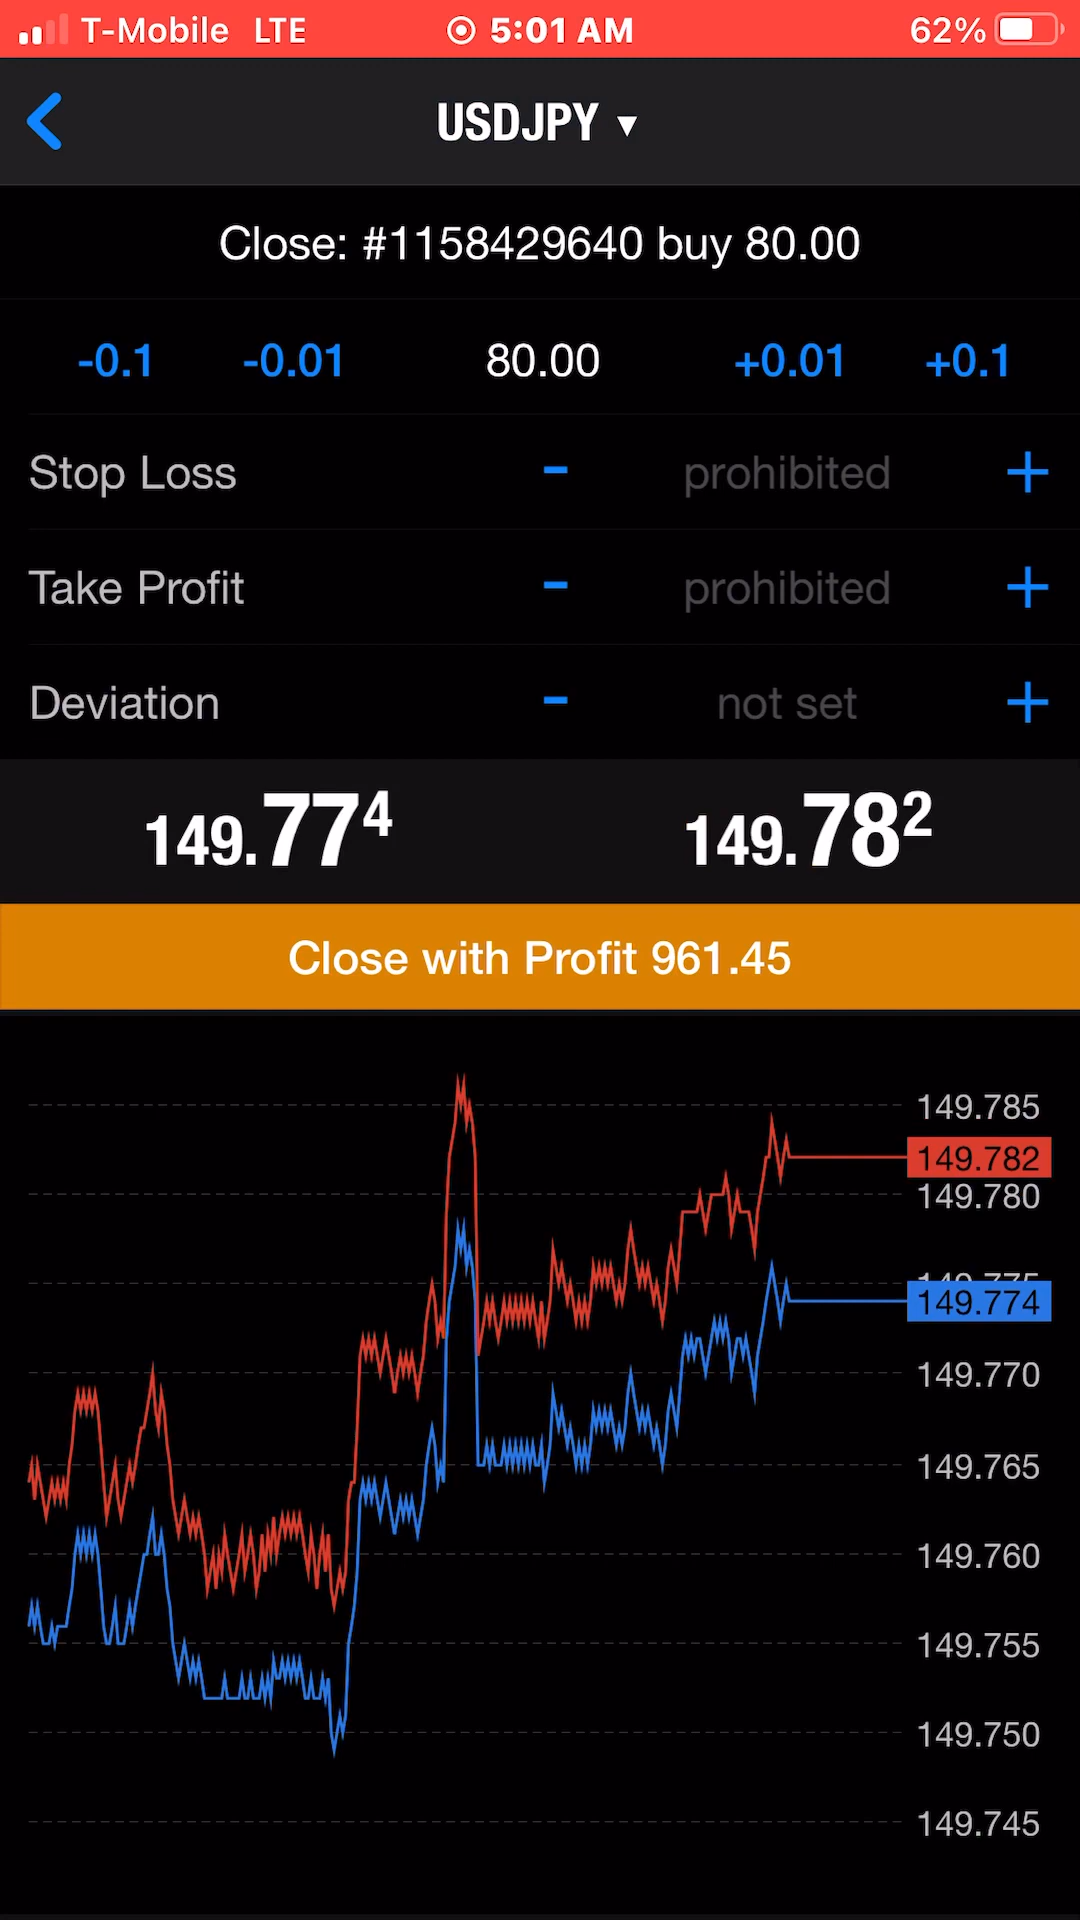 T-Mobile LTE 5:01 AM 62%
USDJPY ▼
Close: #1158429640 buy 80.00
-0.1 -0.01 80.00 +0.01 +0.1
Stop Loss - prohibited +
Take Profit - prohibited +
Deviation - not set +
149.774 149.782
Close with Profit 961.45
149.785
149.782
149.780
149.775
149.774
149.770
149.765
149.760
149.755
149.750
149.745